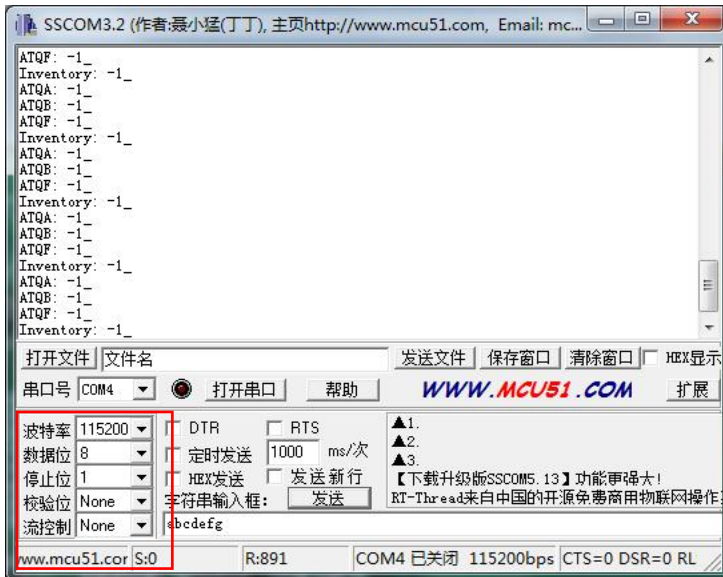 SSCOM3.2 (作者:聂小猛(丁丁), 主页http://www.mcu51.com, Email: mc...
ATQF: -1_
Inventory: -1_
ATQA: -1_
ATQB: -1_
ATQF: -1_
Inventory: -1_
ATQA: -1_
ATQB: -1_
ATQF: -1_
Inventory: -1_
ATQA: -1_
ATQB: -1_
ATQF: -1_
Inventory: -1_
ATQA: -1_
ATQB: -1_
ATQF: -1_
Inventory: -1_
打开文件 文件名 发送文件 保存窗口 清除窗口 HEX显示
串口号 COM4 打开串口 帮助 WWW.MCU51.COM 扩展
波特率 115200 DTR RTS
数据位 8 定时发送 1000 ms/次
停止位 1 HEX发送 发送新行
校验位 None 字符串输入框: 发送
流控制 None abcdefg
▲1.
▲2.
▲3.
【下载升级版SSCOM5.13】功能更强大!
RT-Thread来自中国的开源免费商用物联网操作
www.mcu51.cor S:0 R:891 COM4 已关闭 115200bps CTS=0 DSR=0 RL